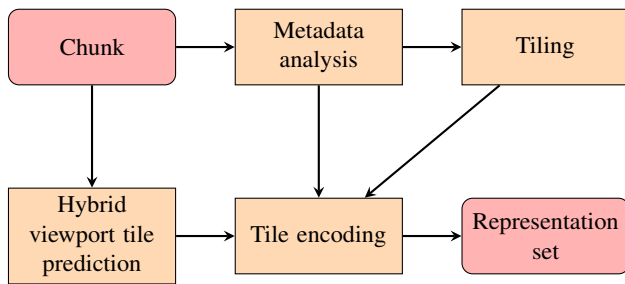 Chunk
Metadata
analysis
Tiling
Hybrid
viewport tile
prediction
Tile encoding
Representation
set